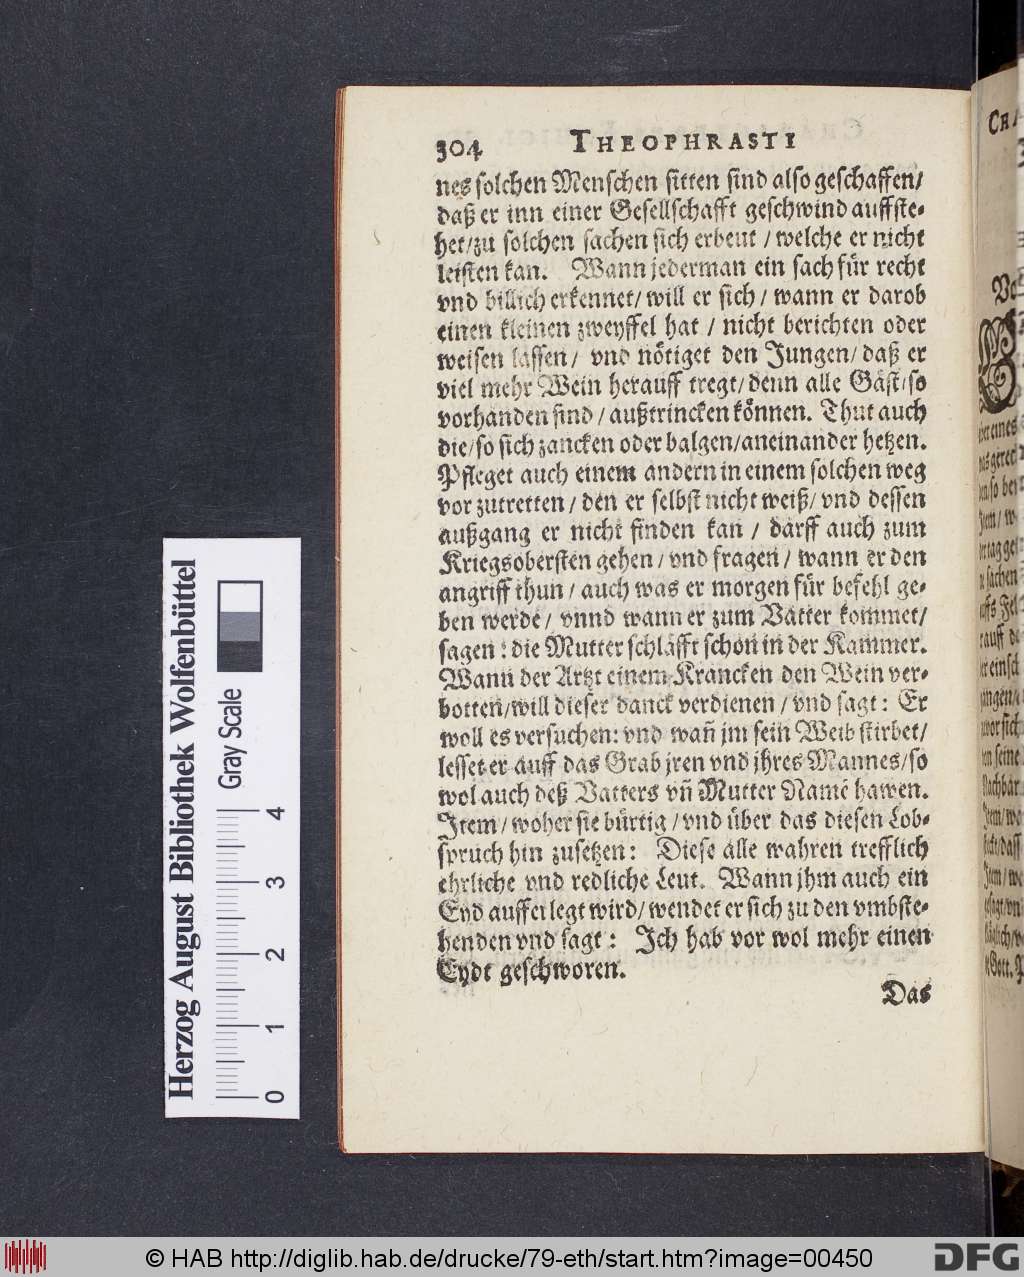 304 THEOPHRASTI
nes solchen Menschen sitten sind also geschaffen/
daß er inn einer Gesellschafft geschwind auffste-
het/zu solchen sachen sich erbeut / welche er nicht
leisten kan. Wann jederman ein sach für recht
vnd billich erkennet/ will er sich / wann er darob
einen kleinen zweyffel hat / nicht berichten oder
weisen lassen / vnd nötiget den Jungen / daß er
viel mehr Wein herauff tregt/ denn alle Gäst/so
vorhanden sind / außtrincken können. Thut auch
die/so sich zancken oder balgen/aneinander hetzen.
Pfleget auch einem andern in einem solchen weg
vor zutretten / den er selbst nicht weiß/ vnd dessen
außgang er nicht finden kan / darff auch zum
Kriegsobersten gehen / vnd fragen / wann er den
angriff thun / auch was er morgen für befehl ge-
ben werde / vnnd wann er zum Vatter kommet/
sagen : die Mutter schläfft schon in der Kammer.
Wann der Artzt einem Krancken den Wein ver-
botten/will dieser danck verdienen / vnd sagt : Er
woll es versuchen: vnd wañ jm sein Weib stirbet/
lesset er auff das Grab jren vnd jhres Mannes/so
wol auch deß Vatters vñ Mutter Namē hawen.
Item / woher sie bürtig / vnd über das diesen Lob-
spruch hin zusetzen : Diese alle wahren trefflich
ehrliche vnd redliche Leut. Wann jhm auch ein
Eyd aufferlegt wird/ wendet er sich zu den vmbste-
henden vnd sagt : Ich hab vor wol mehr einen
Eydt geschworen.
Das
Herzog August Bibliothek Wolfenbüttel
Gray Scale
0 1 2 3 4
© HAB http://diglib.hab.de/drucke/79-eth/start.htm?image=00450
DFG